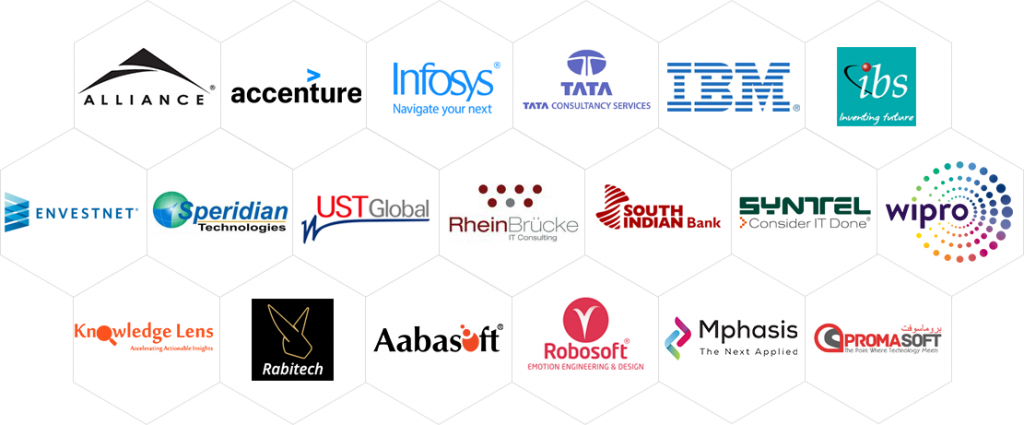 ALLIANCE®
accenture
Infosys®
Navigate your next
TATA
TATA CONSULTANCY SERVICES
IBM®
ibs
Inventing future
ENVESTNET®
Speridian
Technologies
UST Global
RheinBrücke
IT Consulting
SOUTH
INDIAN Bank
SYNTEL
Consider IT Done®
wipro
Knowledge Lens
Accelerating Actionable Insights
Rabitech
Aabasoft®
Robosoft®
EMOTION ENGINEERING & DESIGN
Mphasis
The Next Applied
بروماسوفت
PROMASOFT
The Point Where Technology Meets